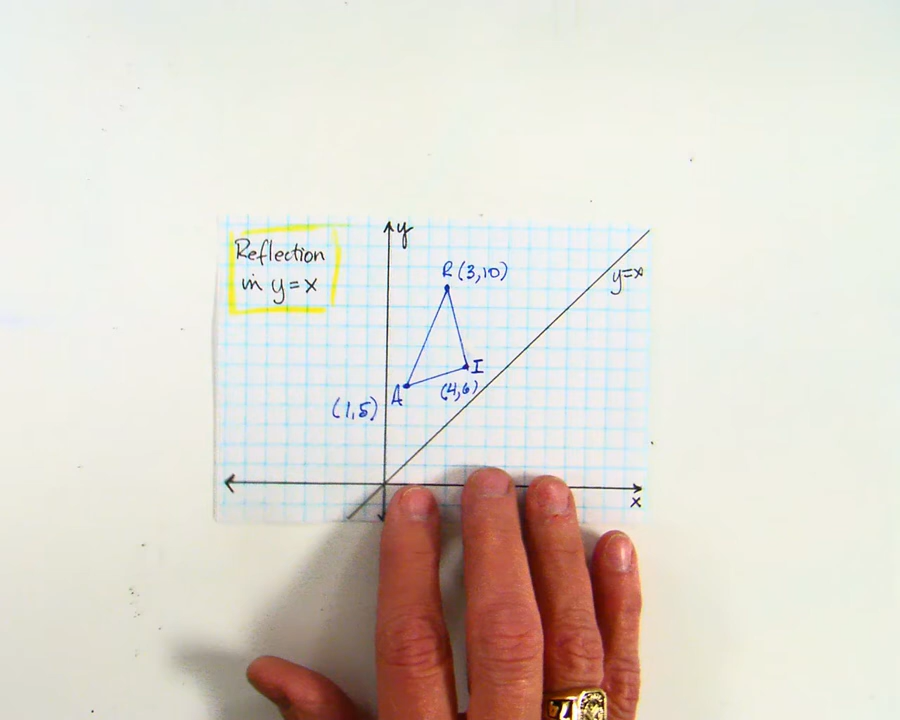 Reflection
in y=x
y
R(3,10)
y=x
I
(4,6)
A
(1,5)
x